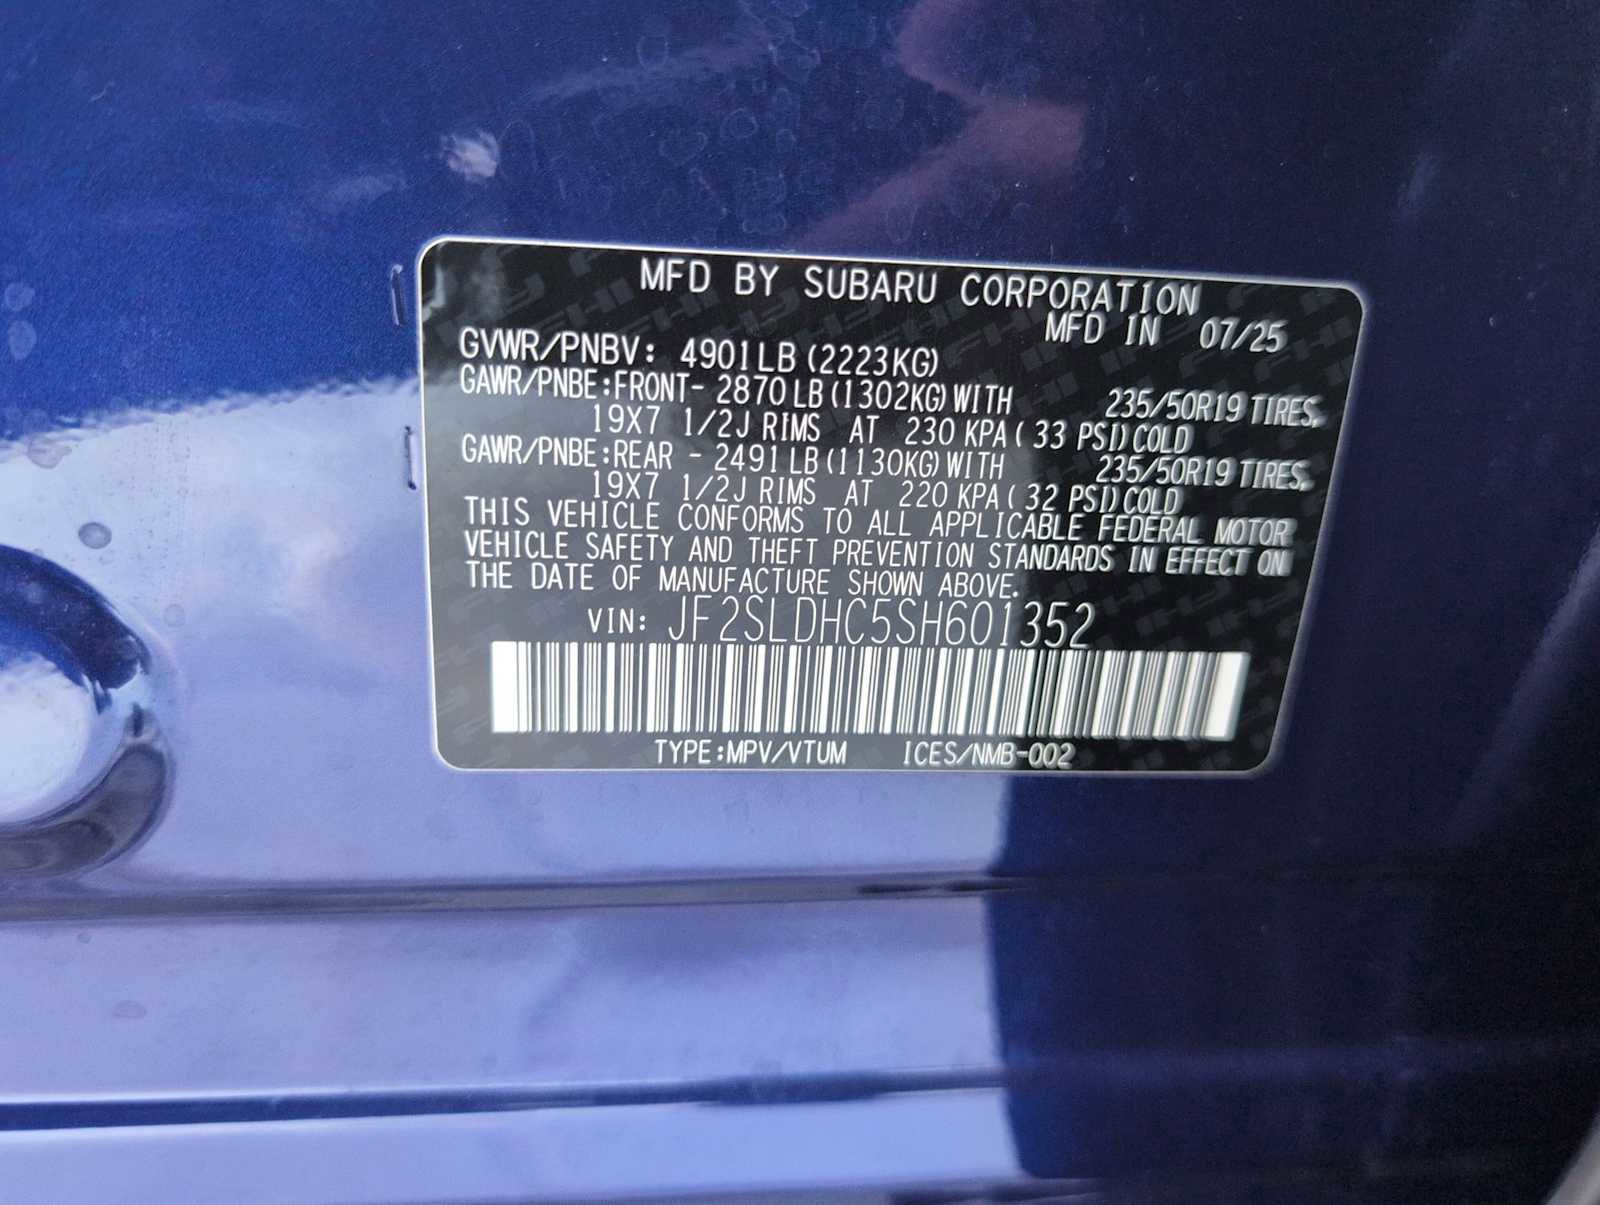 MFD BY SUBARU CORPORATION
MFD IN 07/25
GVWR/PNBV: 4901LB (2223KG)
GAWR/PNBE:FRONT- 2870LB(1302KG)WITH 235/50R19 TIRES,
19X7 1/2J RIMS AT 230 KPA( 33 PSI)COLD
GAWR/PNBE:REAR - 2491LB(1130KG)WITH 235/50R19 TIRES,
19X7 1/2J RIMS AT 220 KPA( 32 PSI)COLD
THIS VEHICLE CONFORMS TO ALL APPLICABLE FEDERAL MOTOR
VEHICLE SAFETY AND THEFT PREVENTION STANDARDS IN EFFECT ON
THE DATE OF MANUFACTURE SHOWN ABOVE.
VIN: JF2SLDHC5SH601352
TYPE:MPV/VTUM ICES/NMB-002